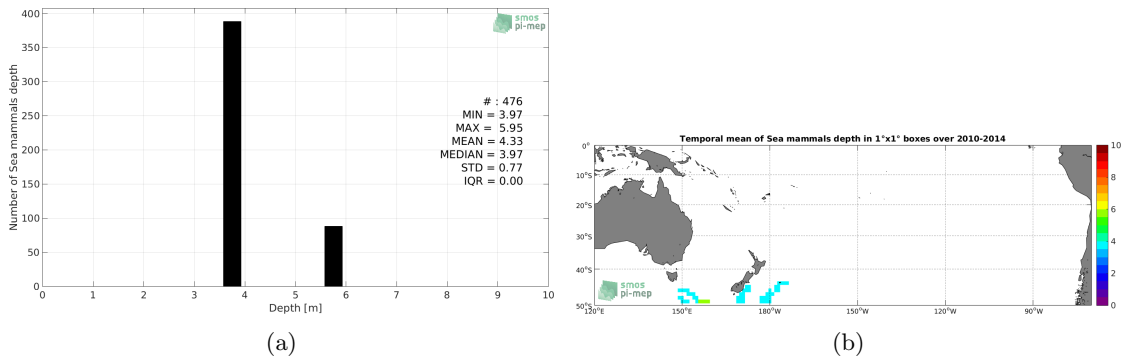 400
350
300
250
200
150
100
50
0
Number of Sea mammals depth
smos
pi-mep
# : 476
MIN = 3.97
MAX = 5.95
MEAN = 4.33
MEDIAN = 3.97
STD = 0.77
IQR = 0.00
0 1 2 3 4 5 6 7 8 9 10
Depth [m]
(a)
Temporal mean of Sea mammals depth in 1°x1° boxes over 2010-2014
0°
10°S
20°S
30°S
40°S
50°S
smos
pi-mep
120°E 150°E 180°W 150°W 120°W 90°W
10
8
6
4
2
0
(b)